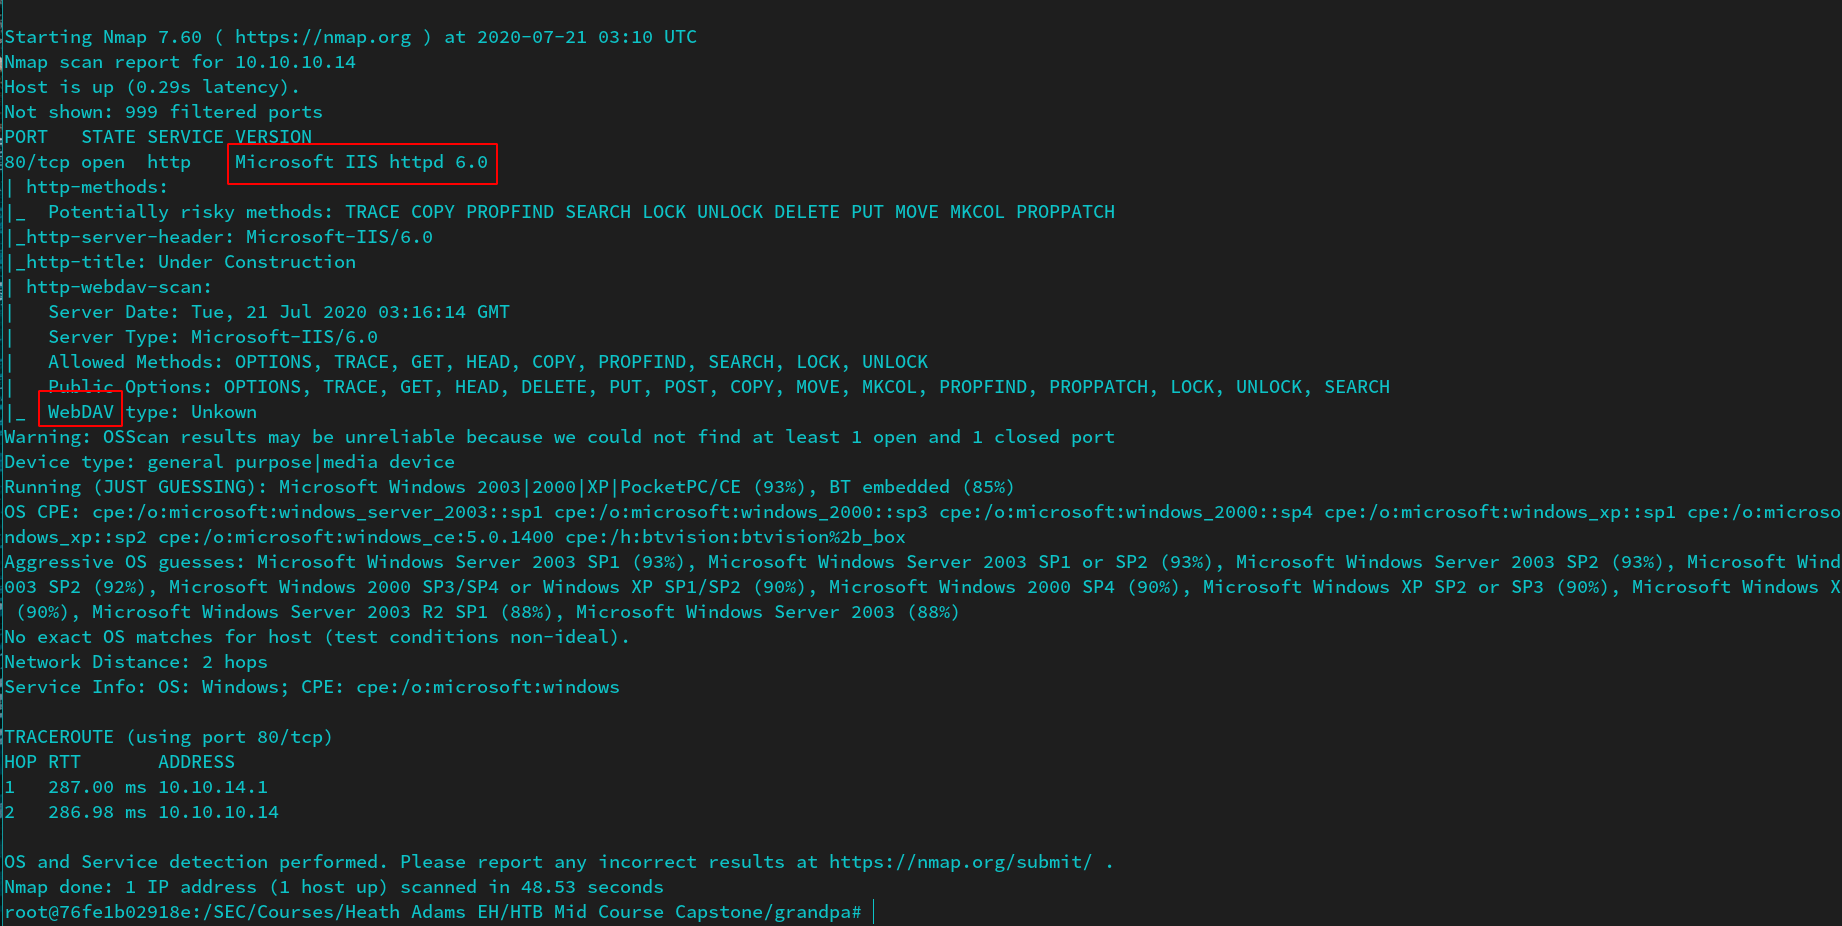 Starting Nmap 7.60 ( https://nmap.org ) at 2020-07-21 03:10 UTC
Nmap scan report for 10.10.10.14
Host is up (0.29s latency).
Not shown: 999 filtered ports
PORT   STATE SERVICE VERSION
80/tcp open  http    Microsoft IIS httpd 6.0
| http-methods:
|_  Potentially risky methods: TRACE COPY PROPFIND SEARCH LOCK UNLOCK DELETE PUT MOVE MKCOL PROPPATCH
|_http-server-header: Microsoft-IIS/6.0
|_http-title: Under Construction
| http-webdav-scan:
|   Server Date: Tue, 21 Jul 2020 03:16:14 GMT
|   Server Type: Microsoft-IIS/6.0
|   Allowed Methods: OPTIONS, TRACE, GET, HEAD, COPY, PROPFIND, SEARCH, LOCK, UNLOCK
|   Public Options: OPTIONS, TRACE, GET, HEAD, DELETE, PUT, POST, COPY, MOVE, MKCOL, PROPFIND, PROPPATCH, LOCK, UNLOCK, SEARCH
|_  WebDAV type: Unkown
Warning: OSScan results may be unreliable because we could not find at least 1 open and 1 closed port
Device type: general purpose|media device
Running (JUST GUESSING): Microsoft Windows 2003|2000|XP|PocketPC/CE (93%), BT embedded (85%)
OS CPE: cpe:/o:microsoft:windows_server_2003::sp1 cpe:/o:microsoft:windows_2000::sp3 cpe:/o:microsoft:windows_2000::sp4 cpe:/o:microsoft:windows_xp::sp1 cpe:/o:microso
ndows_xp::sp2 cpe:/o:microsoft:windows_ce:5.0.1400 cpe:/h:btvision:btvision%2b_box
Aggressive OS guesses: Microsoft Windows Server 2003 SP1 (93%), Microsoft Windows Server 2003 SP1 or SP2 (93%), Microsoft Windows Server 2003 SP2 (93%), Microsoft Wind
003 SP2 (92%), Microsoft Windows 2000 SP3/SP4 or Windows XP SP1/SP2 (90%), Microsoft Windows 2000 SP4 (90%), Microsoft Windows XP SP2 or SP3 (90%), Microsoft Windows X
(90%), Microsoft Windows Server 2003 R2 SP1 (88%), Microsoft Windows Server 2003 (88%)
No exact OS matches for host (test conditions non-ideal).
Network Distance: 2 hops
Service Info: OS: Windows; CPE: cpe:/o:microsoft:windows
TRACEROUTE (using port 80/tcp)
HOP RTT       ADDRESS
1   287.00 ms 10.10.14.1
2   286.98 ms 10.10.10.14
OS and Service detection performed. Please report any incorrect results at https://nmap.org/submit/ .
Nmap done: 1 IP address (1 host up) scanned in 48.53 seconds
root@76fe1b02918e:/SEC/Courses/Heath Adams EH/HTB Mid Course Capstone/grandpa#